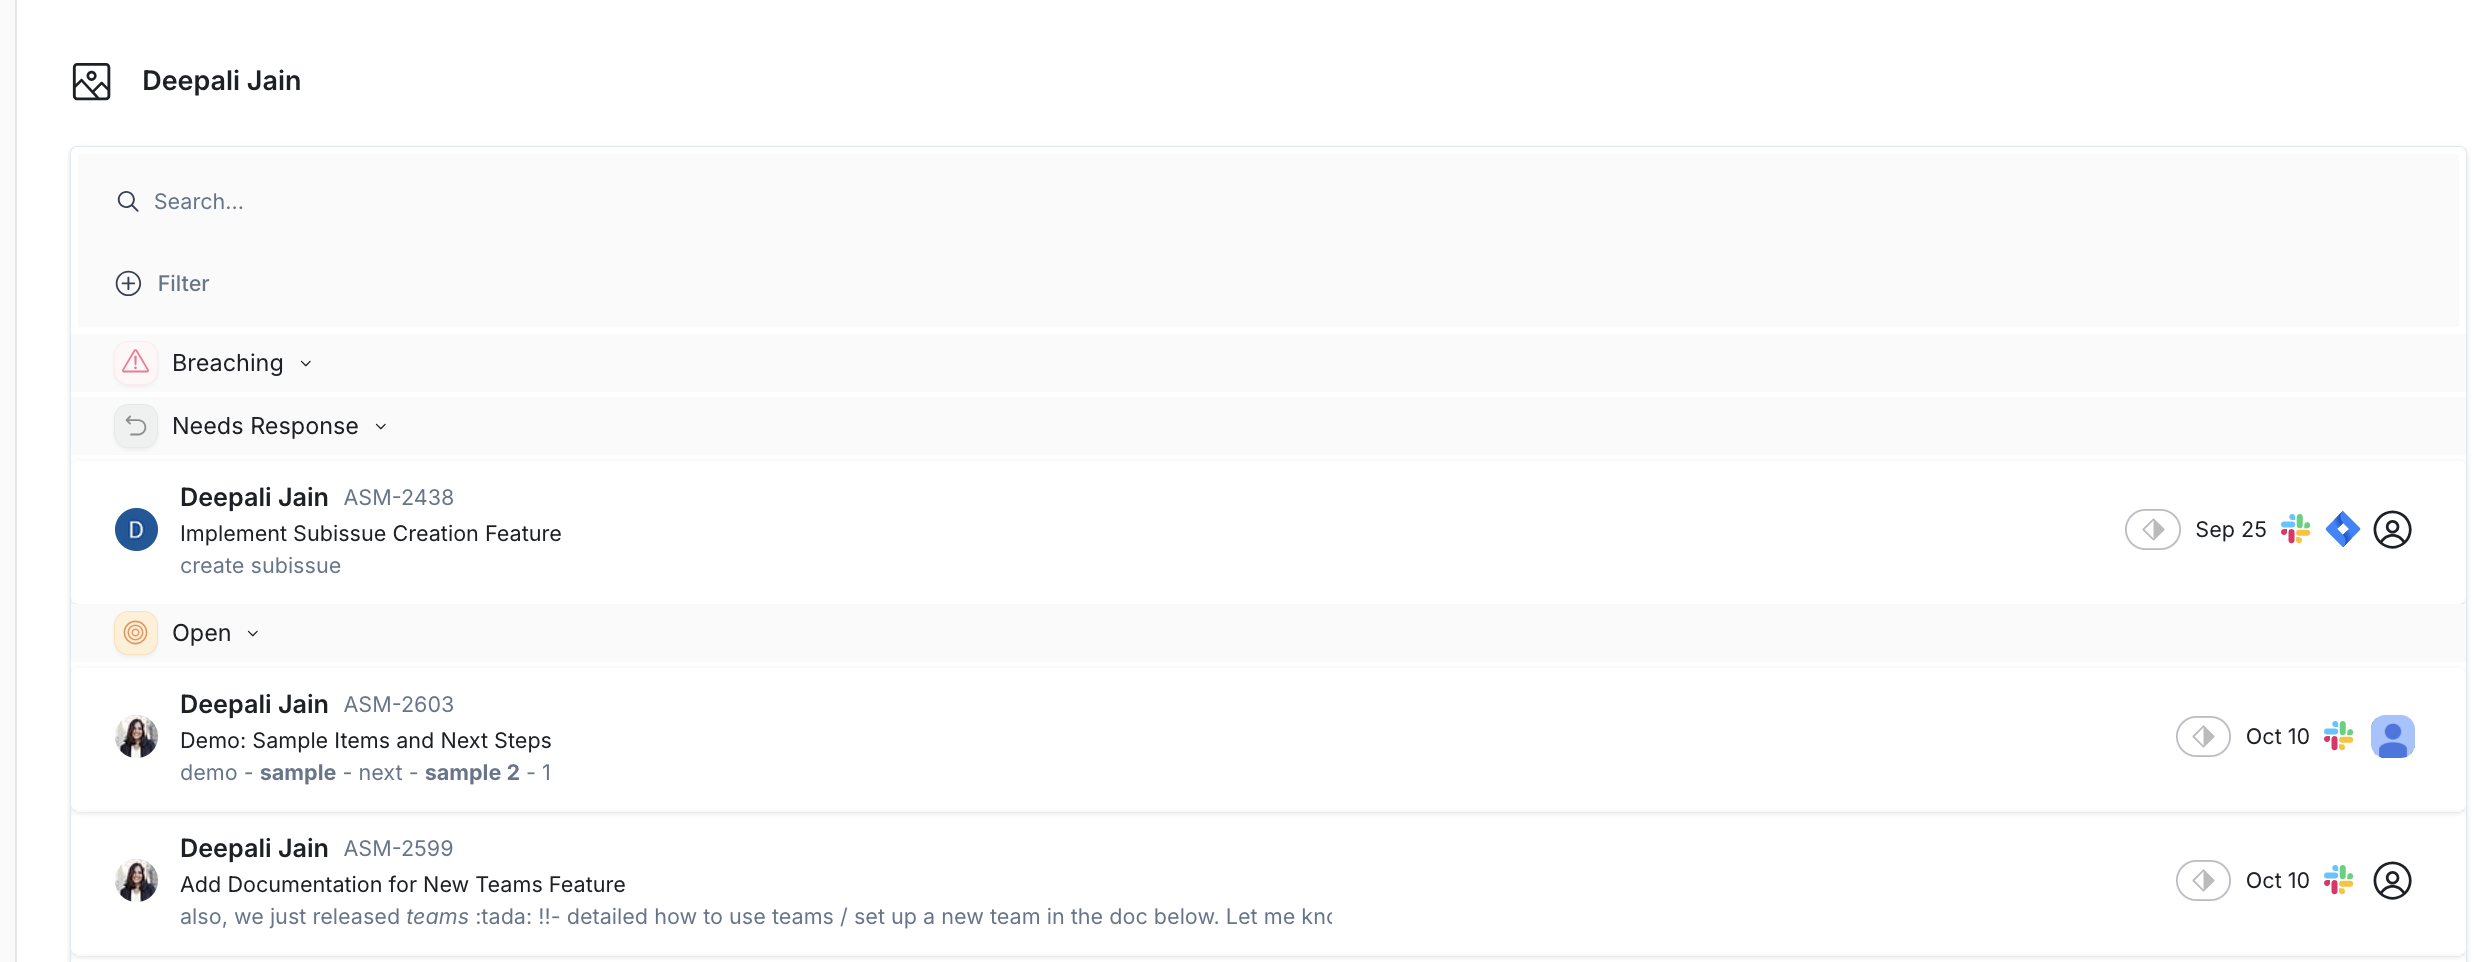 Deepali Jain
Search...
Filter
Breaching
Needs Response
Deepali Jain ASM-2438
D
Implement Subissue Creation Feature
create subissue
Sep 25
Open
Deepali Jain ASM-2603
Demo: Sample Items and Next Steps
demo - sample - next - sample 2 - 1
Oct 10
Deepali Jain ASM-2599
Add Documentation for New Teams Feature
also, we just released teams :tada: !!- detailed how to use teams / set up a new team in the doc below. Let me
Oct 10